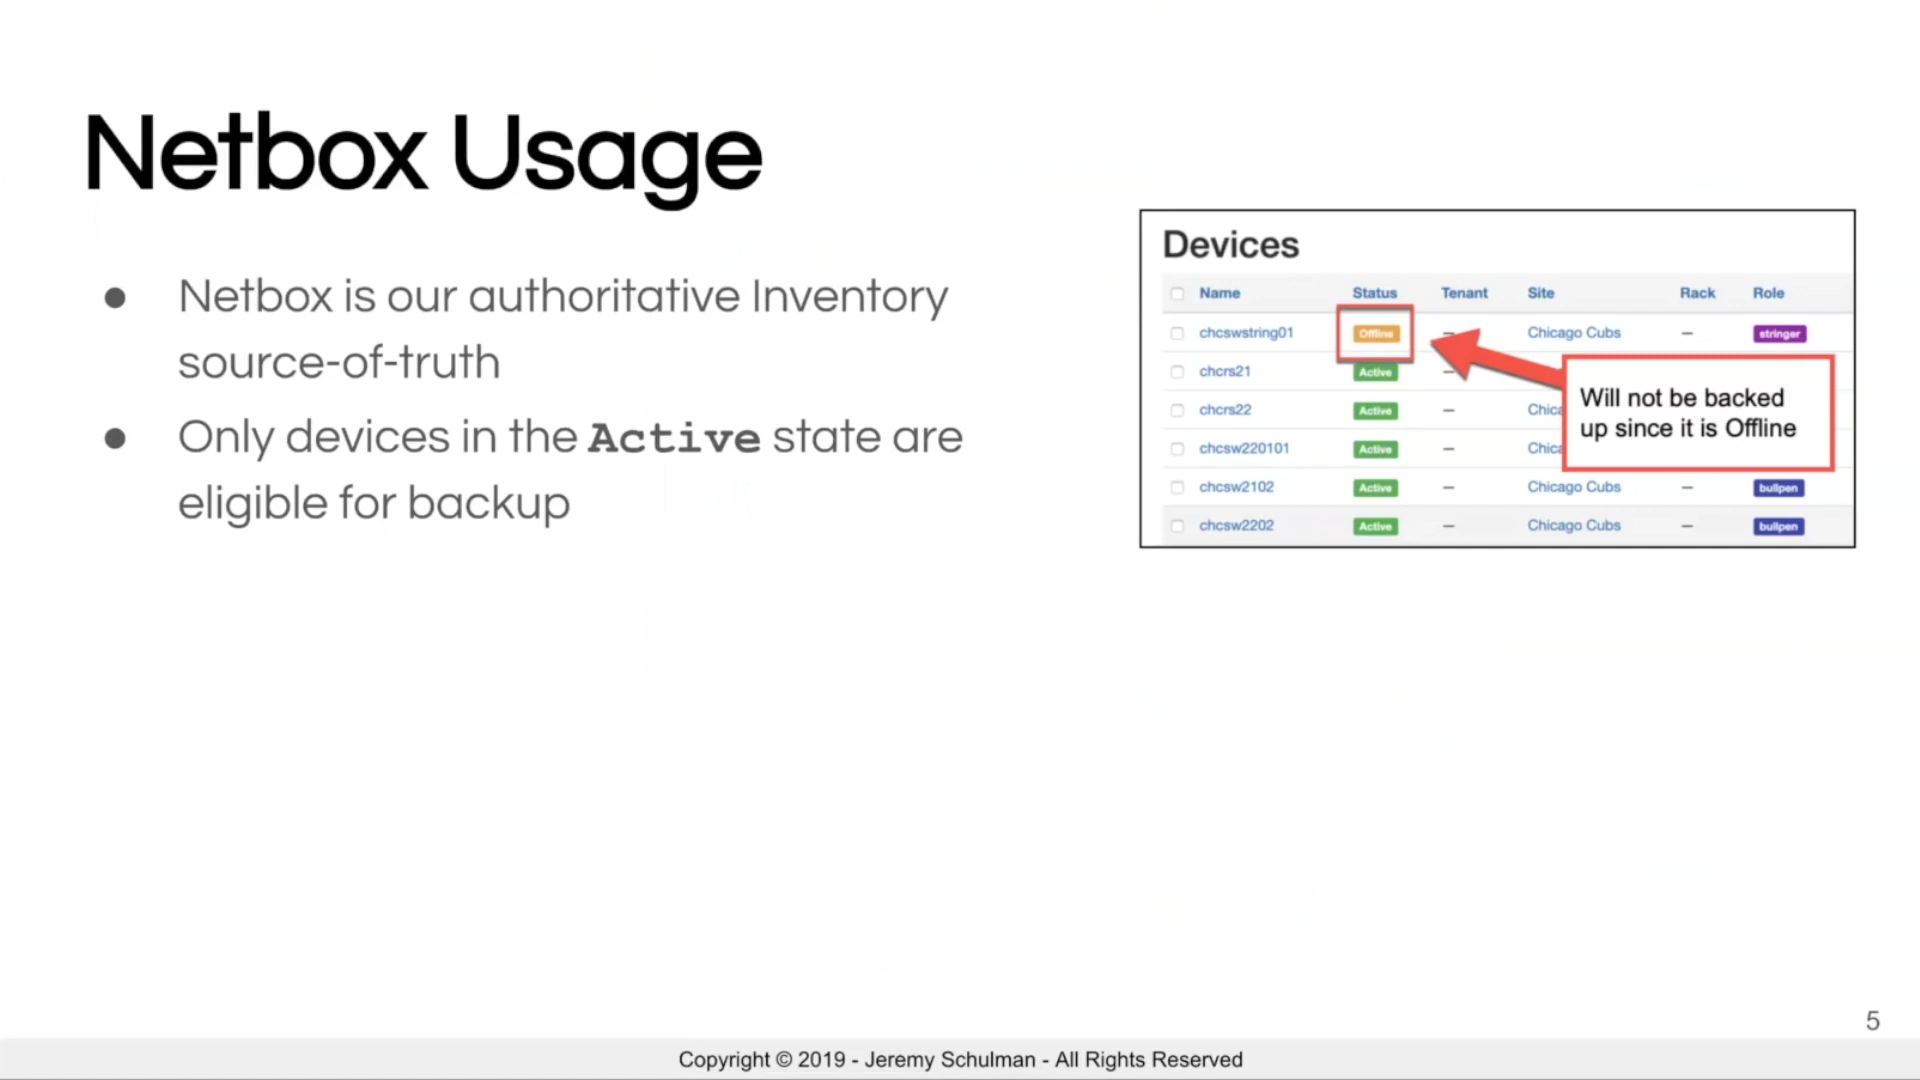 Netbox Usage
● Netbox is our authoritative Inventory
source-of-truth
● Only devices in the Active state are
eligible for backup
Devices
Name Status Tenant Site Rack Role
chcswstring01 Offline — Chicago Cubs — stringer
chcrs21 Active —
chcrs22 Active — Chica
chcsw220101 Active — Chica
chcsw2102 Active — Chicago Cubs — bullpen
chcsw2202 Active — Chicago Cubs — bullpen
Will not be backed
up since it is Offline
5
Copyright © 2019 - Jeremy Schulman - All Rights Reserved